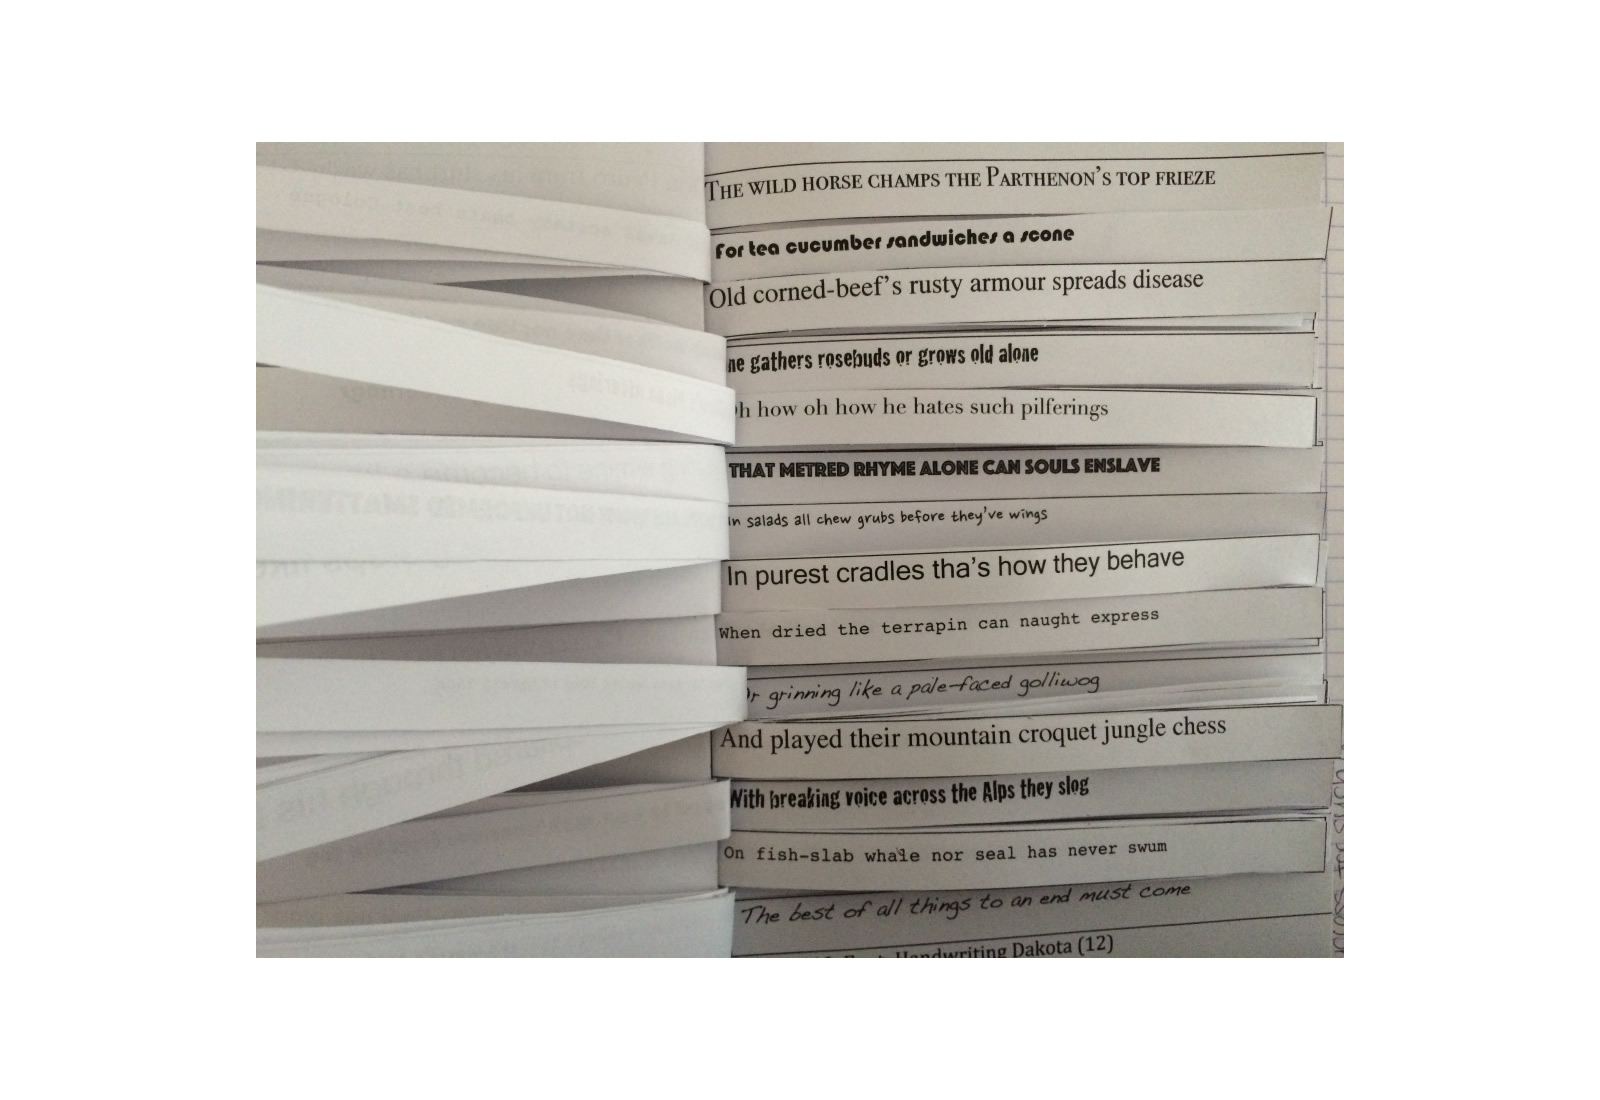 THE WILD HORSE CHAMPS THE PARTHENON'S TOP FRIEZE
For tea cucumber sandwiches a scone
Old corned-beef's rusty armour spreads disease
ne gathers rosebuds or grows old alone
h how oh how he hates such pilferings
THAT METRED RHYME ALONE CAN SOULS ENSLAVE
In salads all chew grubs before they've wings
In purest cradles tha's how they behave
When dried the terrapin can naught express
r grinning like a pale-faced golliwog
And played their mountain croquet jungle chess
With breaking voice across the Alps they slog
On fish-slab whale nor seal has never swum
The best of all things to an end must come
Handwriting Dakota (12)